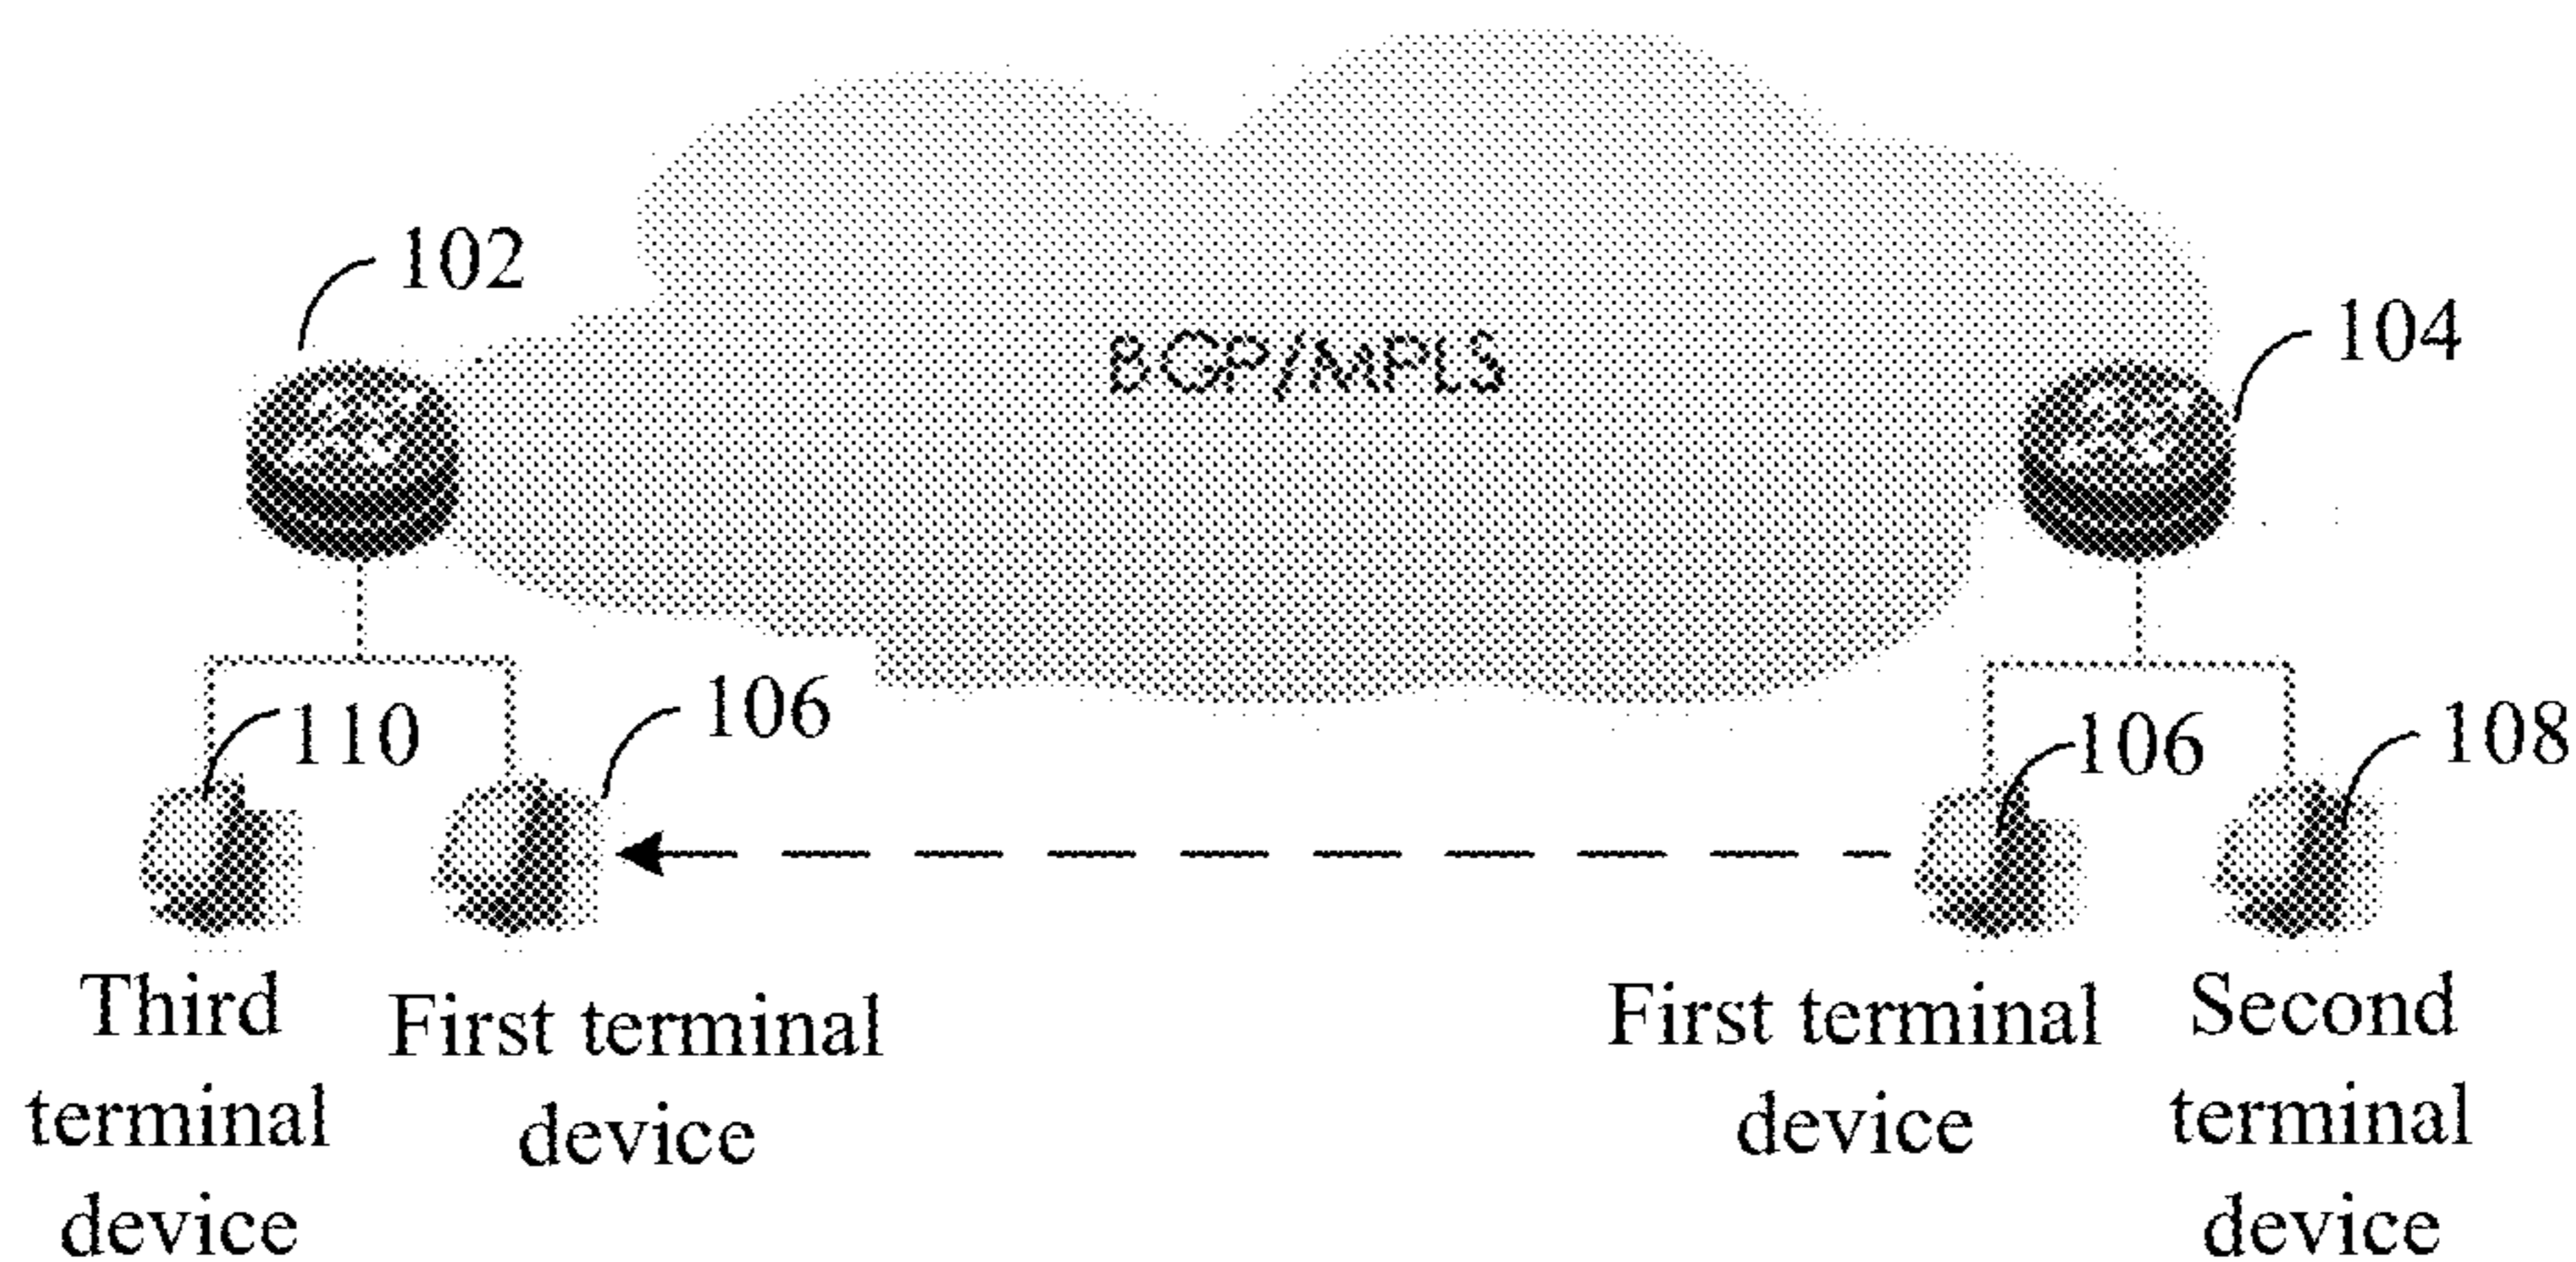 102
BGP/MPLS
104
110
106
106
108
Third
terminal
device
First terminal
device
First terminal
device
Second
terminal
device